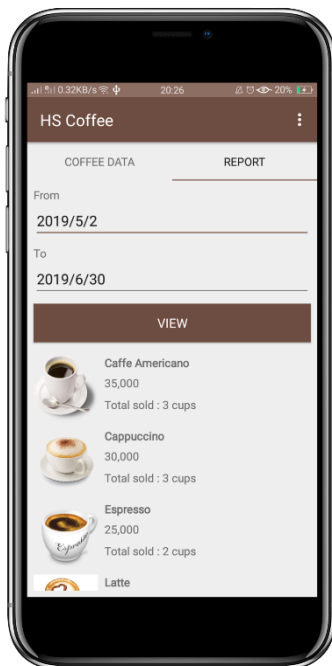 0.32KB/s 20:26 20%
HS Coffee
COFFEE DATA REPORT
From
2019/5/2
To
2019/6/30
VIEW
Caffe Americano
35,000
Total sold : 3 cups
Cappuccino
30,000
Total sold : 3 cups
Espresso
25,000
Total sold : 2 cups
Espresso
Latte